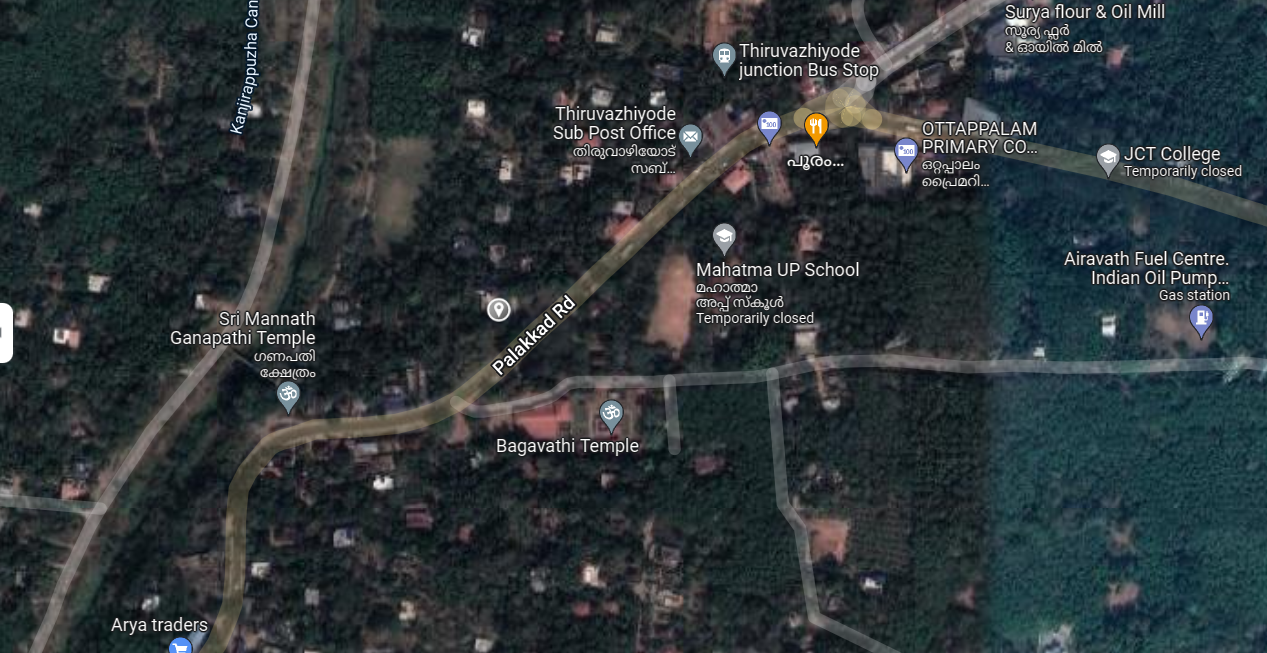 Surya flour & Oil Mill
സൂര്യ ഫ്ലർ
& ഓയിൽ മിൽ
Kanjirappuzha Can
Thiruvazhiyode
junction Bus Stop
Thiruvazhiyode
Sub Post Office
തിരുവാഴിയോട്
സബ്...
പൂരം...
OTTAPPALAM
PRIMARY CO...
ഒറ്റപ്പാലം
പ്രൈമറി...
JCT College
Temporarily closed
Mahatma UP School
മഹാത്മാ
അപ്പ് സ്കൂൾ
Temporarily closed
Airavath Fuel Centre.
Indian Oil Pump...
Gas station
Palakkad Rd
Sri Mannath
Ganapathi Temple
ഗണപതി
ക്ഷേത്രം
Bagavathi Temple
Arya traders